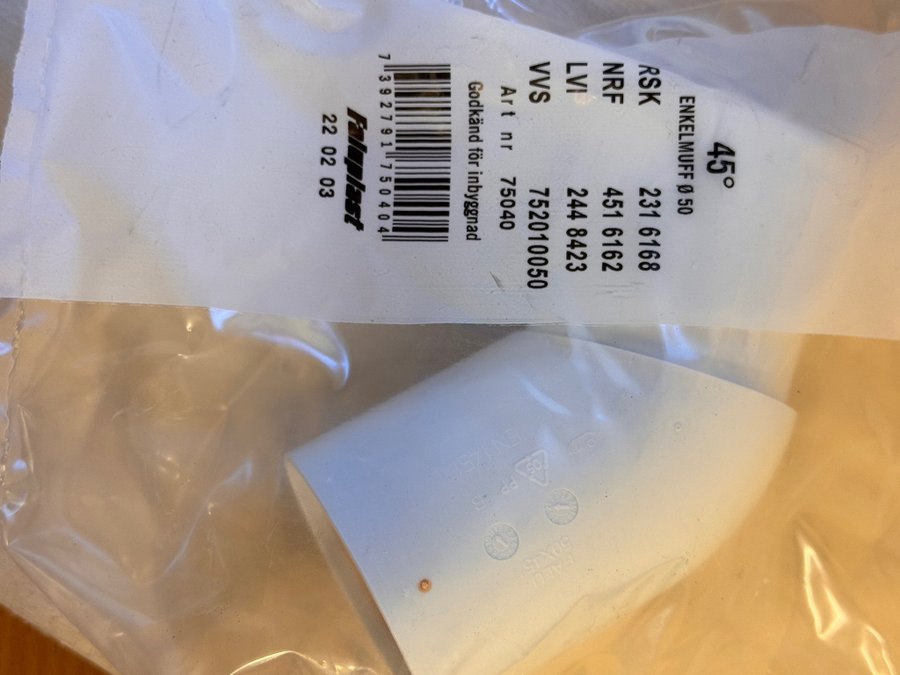 45°
ENKELMUFF Ø 50
RSK 231 6168
NRF 451 6162
LVI 244 8423
VVS 752010050
Art nr 75040
Godkänd för inbyggnad
7 392791 750404
Faluplast
22 02 03
PP